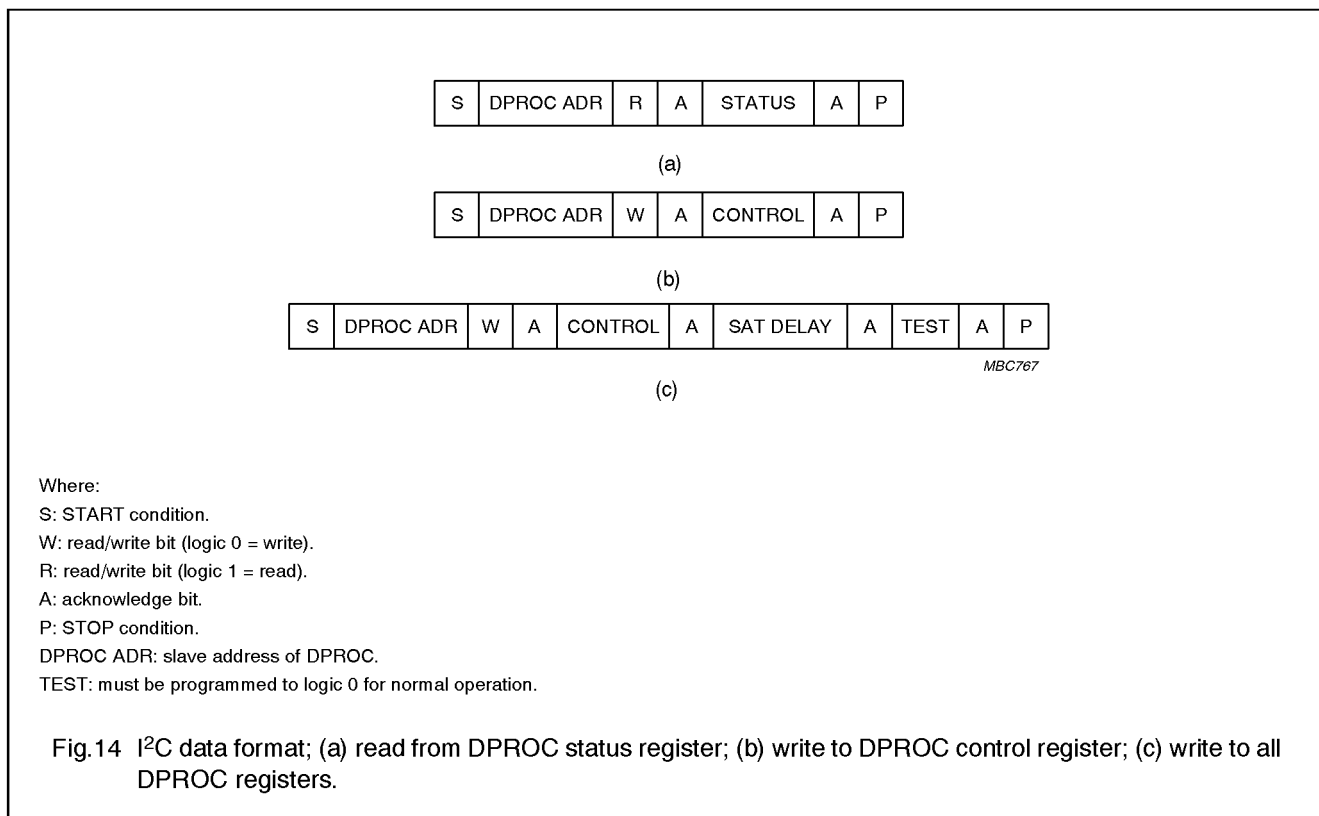 S DPROC ADR R A STATUS A P
(a)
S DPROC ADR W A CONTROL A P
(b)
S DPROC ADR W A CONTROL A SAT DELAY A TEST A P
MBC767
(c)
Where:
S: START condition.
W: read/write bit (logic 0 = write).
R: read/write bit (logic 1 = read).
A: acknowledge bit.
P: STOP condition.
DPROC ADR: slave address of DPROC.
TEST: must be programmed to logic 0 for normal operation.
Fig.14 I²C data format; (a) read from DPROC status register; (b) write to DPROC control register; (c) write to all
DPROC registers.